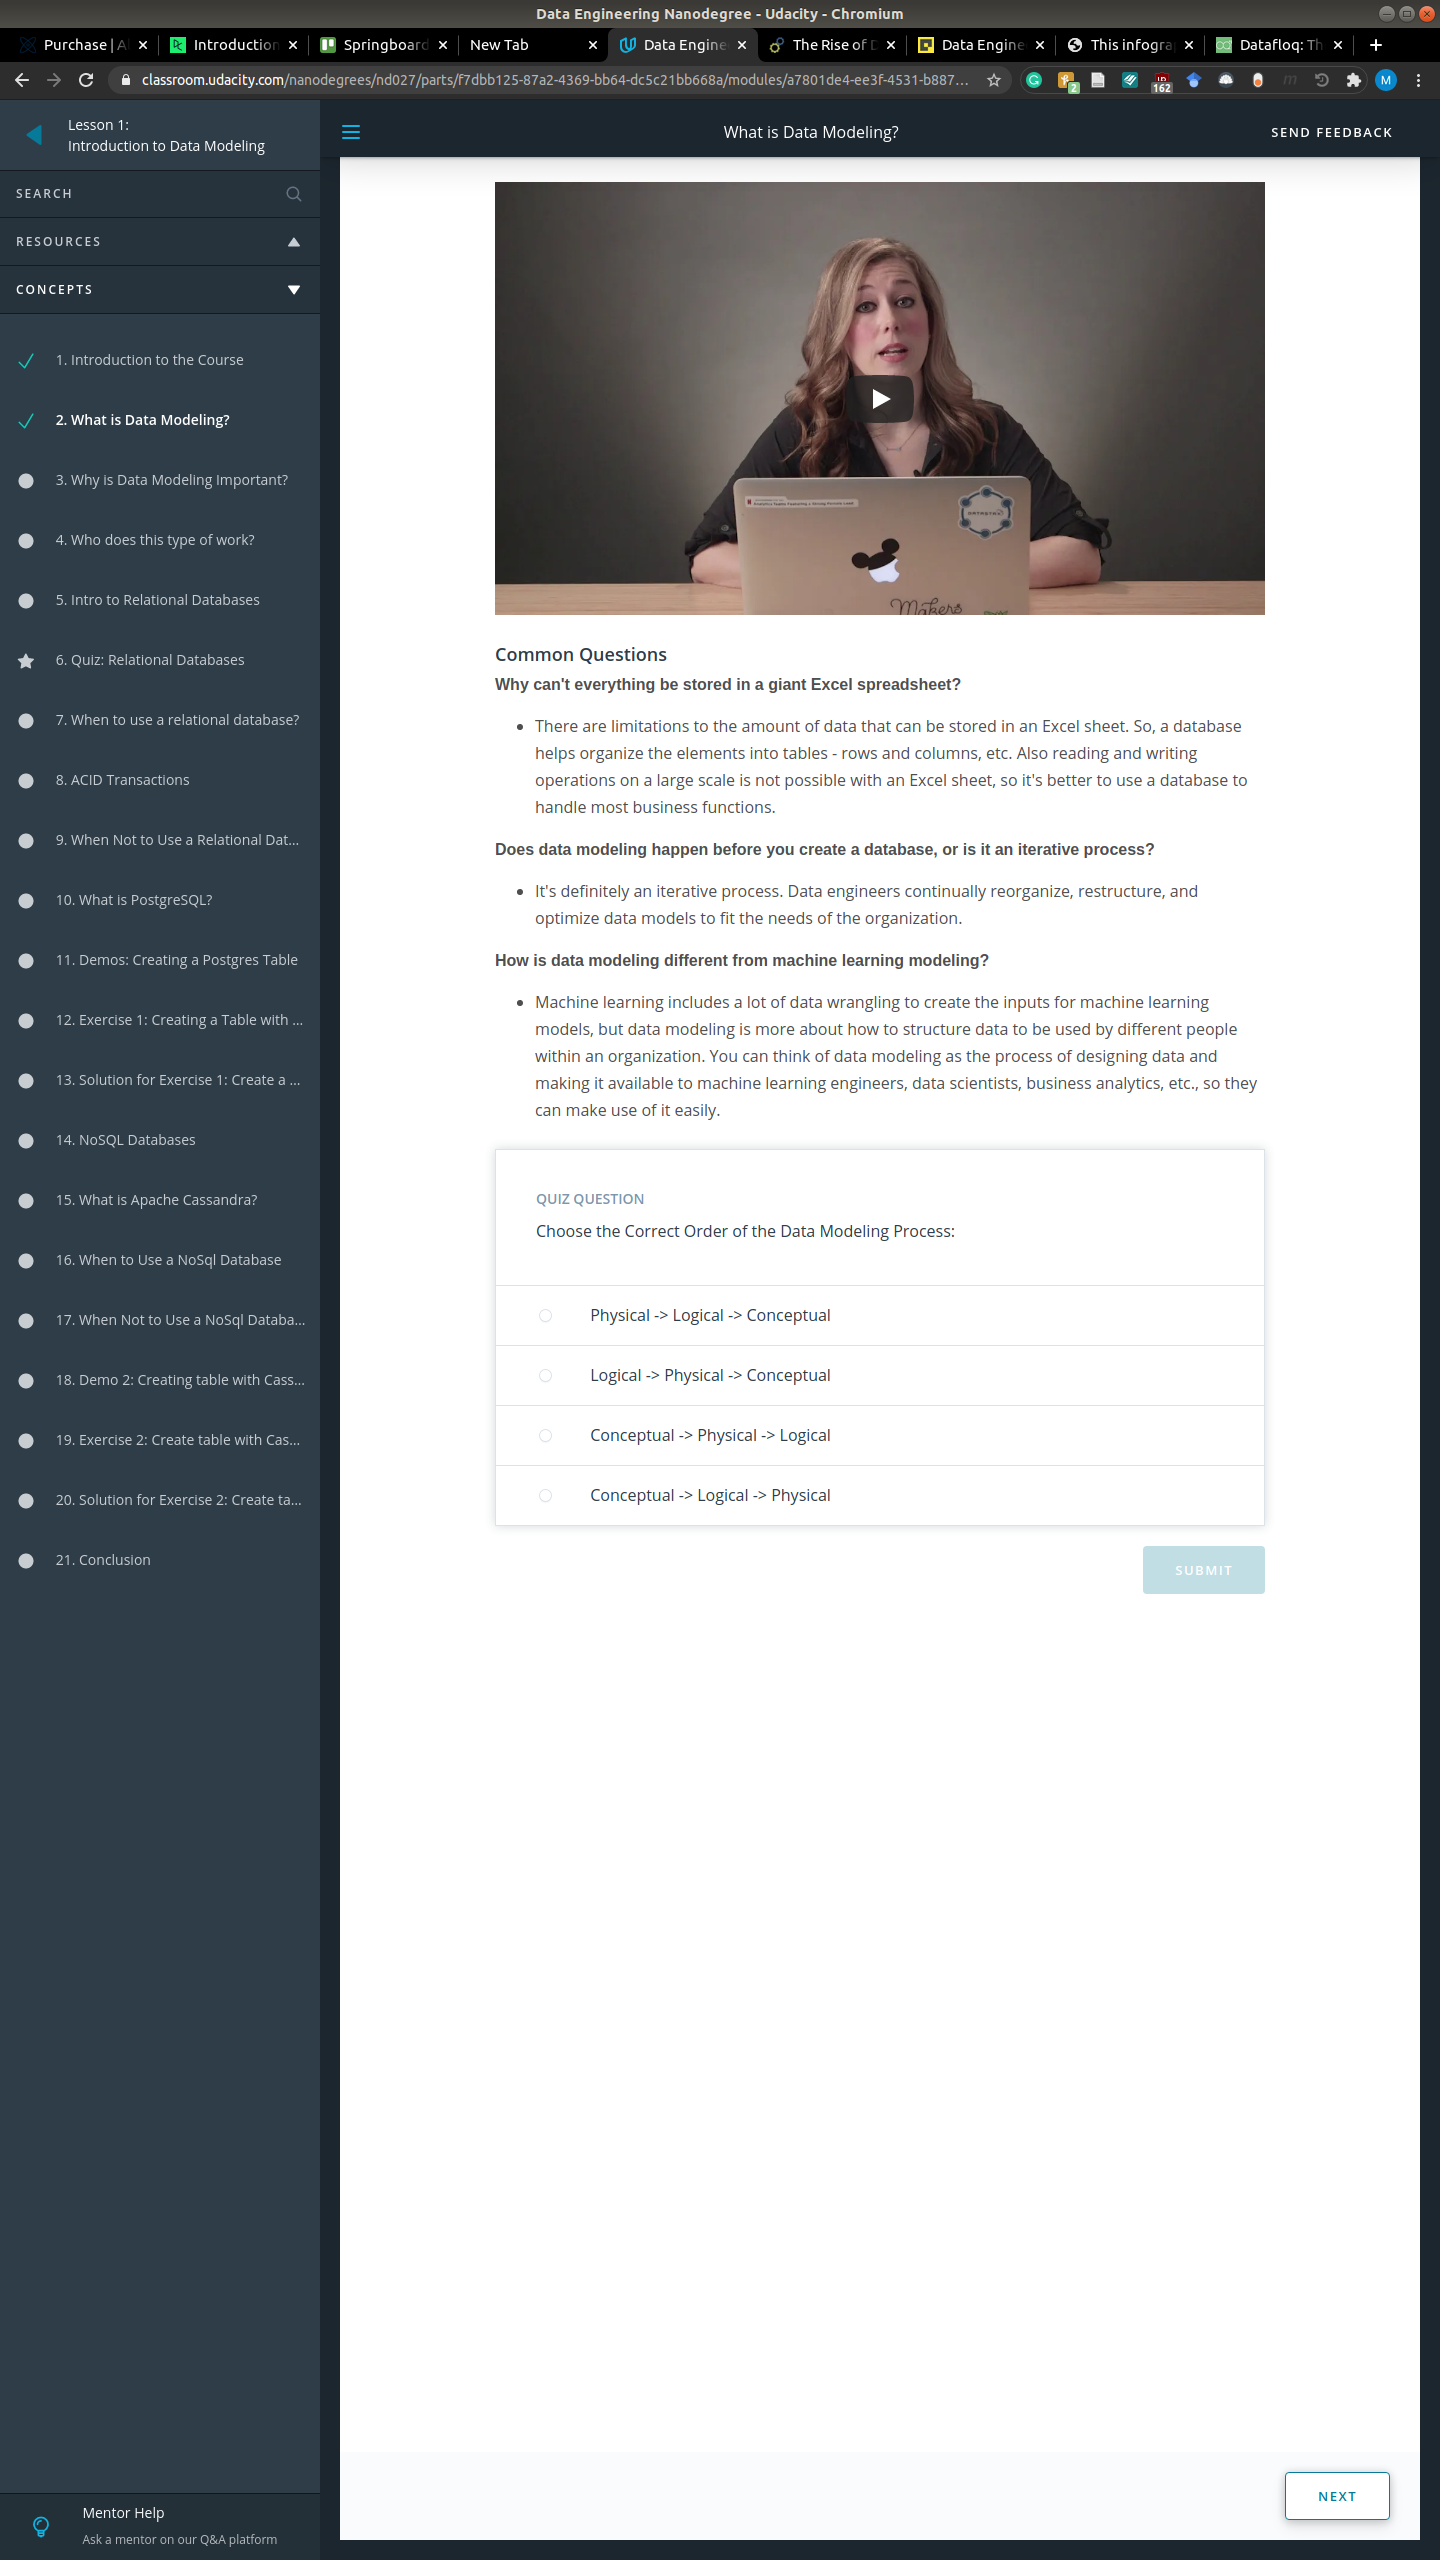 Data Engineering Nanodegree - Udacity - Chromium
Purchase | A
Introduction
Springboard
New Tab
Data Engine
The Rise of D
Data Engine
This infogra
Datafloq: Th
classroom.udacity.com/nanodegrees/nd027/parts/f7dbb125-87a2-4369-bb64-dc5c21bb668a/modules/a7801de4-ee3f-4531-b887...
2
162
M
Lesson 1:
Introduction to Data Modeling
What is Data Modeling?
SEND FEEDBACK
SEARCH
RESOURCES
CONCEPTS
1. Introduction to the Course
2. What is Data Modeling?
3. Why is Data Modeling Important?
4. Who does this type of work?
5. Intro to Relational Databases
6. Quiz: Relational Databases
7. When to use a relational database?
8. ACID Transactions
9. When Not to Use a Relational Dat...
10. What is PostgreSQL?
11. Demos: Creating a Postgres Table
12. Exercise 1: Creating a Table with ...
13. Solution for Exercise 1: Create a ...
14. NoSQL Databases
15. What is Apache Cassandra?
16. When to Use a NoSql Database
17. When Not to Use a NoSql Databa...
18. Demo 2: Creating table with Cass...
19. Exercise 2: Create table with Cas...
20. Solution for Exercise 2: Create ta...
21. Conclusion
Mentor Help
Ask a mentor on our Q&A platform
DATASTAX
Makers
Common Questions
Why can't everything be stored in a giant Excel spreadsheet?
There are limitations to the amount of data that can be stored in an Excel sheet. So, a database
helps organize the elements into tables - rows and columns, etc. Also reading and writing
operations on a large scale is not possible with an Excel sheet, so it's better to use a database to
handle most business functions.
Does data modeling happen before you create a database, or is it an iterative process?
It's definitely an iterative process. Data engineers continually reorganize, restructure, and
optimize data models to fit the needs of the organization.
How is data modeling different from machine learning modeling?
Machine learning includes a lot of data wrangling to create the inputs for machine learning
models, but data modeling is more about how to structure data to be used by different people
within an organization. You can think of data modeling as the process of designing data and
making it available to machine learning engineers, data scientists, business analytics, etc., so they
can make use of it easily.
QUIZ QUESTION
Choose the Correct Order of the Data Modeling Process:
Physical -> Logical -> Conceptual
Logical -> Physical -> Conceptual
Conceptual -> Physical -> Logical
Conceptual -> Logical -> Physical
SUBMIT
NEXT